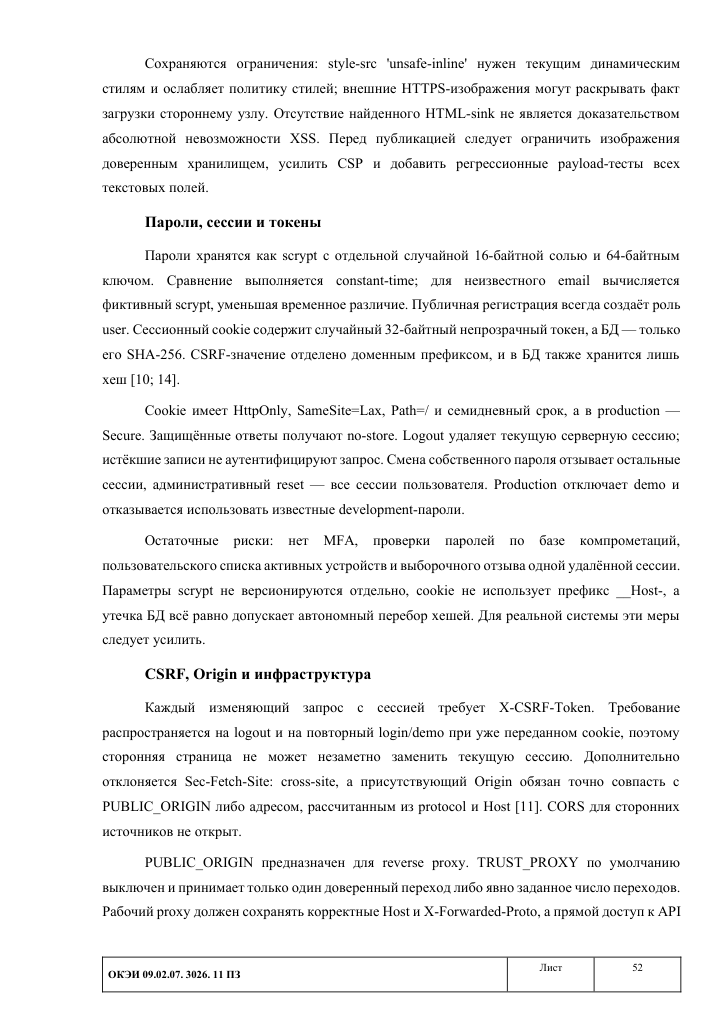 Сохраняются ограничения: style-src 'unsafe-inline' нужен текущим динамическим
стилям и ослабляет политику стилей; внешние HTTPS-изображения могут раскрывать факт
загрузки стороннему узлу. Отсутствие найденного HTML-sink не является доказательством
абсолютной невозможности XSS. Перед публикацией следует ограничить изображения
доверенным хранилищем, усилить CSP и добавить регрессионные payload-тесты всех
текстовых полей.
Пароли, сессии и токены
Пароли хранятся как scrypt с отдельной случайной 16-байтной солью и 64-байтным
ключом. Сравнение выполняется constant-time; для неизвестного email вычисляется
фиктивный scrypt, уменьшая временное различие. Публичная регистрация всегда создаёт роль
user. Сессионный cookie содержит случайный 32-байтный непрозрачный токен, а БД — только
его SHA-256. CSRF-значение отделено доменным префиксом, и в БД также хранится лишь
хеш [10; 14].
Cookie имеет HttpOnly, SameSite=Lax, Path=/ и семидневный срок, а в production —
Secure. Защищённые ответы получают no-store. Logout удаляет текущую серверную сессию;
истёкшие записи не аутентифицируют запрос. Смена собственного пароля отзывает остальные
сессии, административный reset — все сессии пользователя. Production отключает demo и
отказывается использовать известные development-пароли.
Остаточные риски: нет MFA, проверки паролей по базе компрометаций,
пользовательского списка активных устройств и выборочного отзыва одной удалённой сессии.
Параметры scrypt не версионируются отдельно, cookie не использует префикс __Host-, а
утечка БД всё равно допускает автономный перебор хешей. Для реальной системы эти меры
следует усилить.
CSRF, Origin и инфраструктура
Каждый изменяющий запрос с сессией требует X-CSRF-Token. Требование
распространяется на logout и на повторный login/demo при уже переданном cookie, поэтому
сторонняя страница не может незаметно заменить текущую сессию. Дополнительно
отклоняется Sec-Fetch-Site: cross-site, а присутствующий Origin обязан точно совпасть с
PUBLIC_ORIGIN либо адресом, рассчитанным из protocol и Host [11]. CORS для сторонних
источников не открыт.
PUBLIC_ORIGIN предназначен для reverse proxy. TRUST_PROXY по умолчанию
выключен и принимает только один доверенный переход либо явно заданное число переходов.
Рабочий proxy должен сохранять корректные Host и X-Forwarded-Proto, а прямой доступ к API
ОКЭИ 09.02.07. 3026. 11 ПЗ
Лист
52